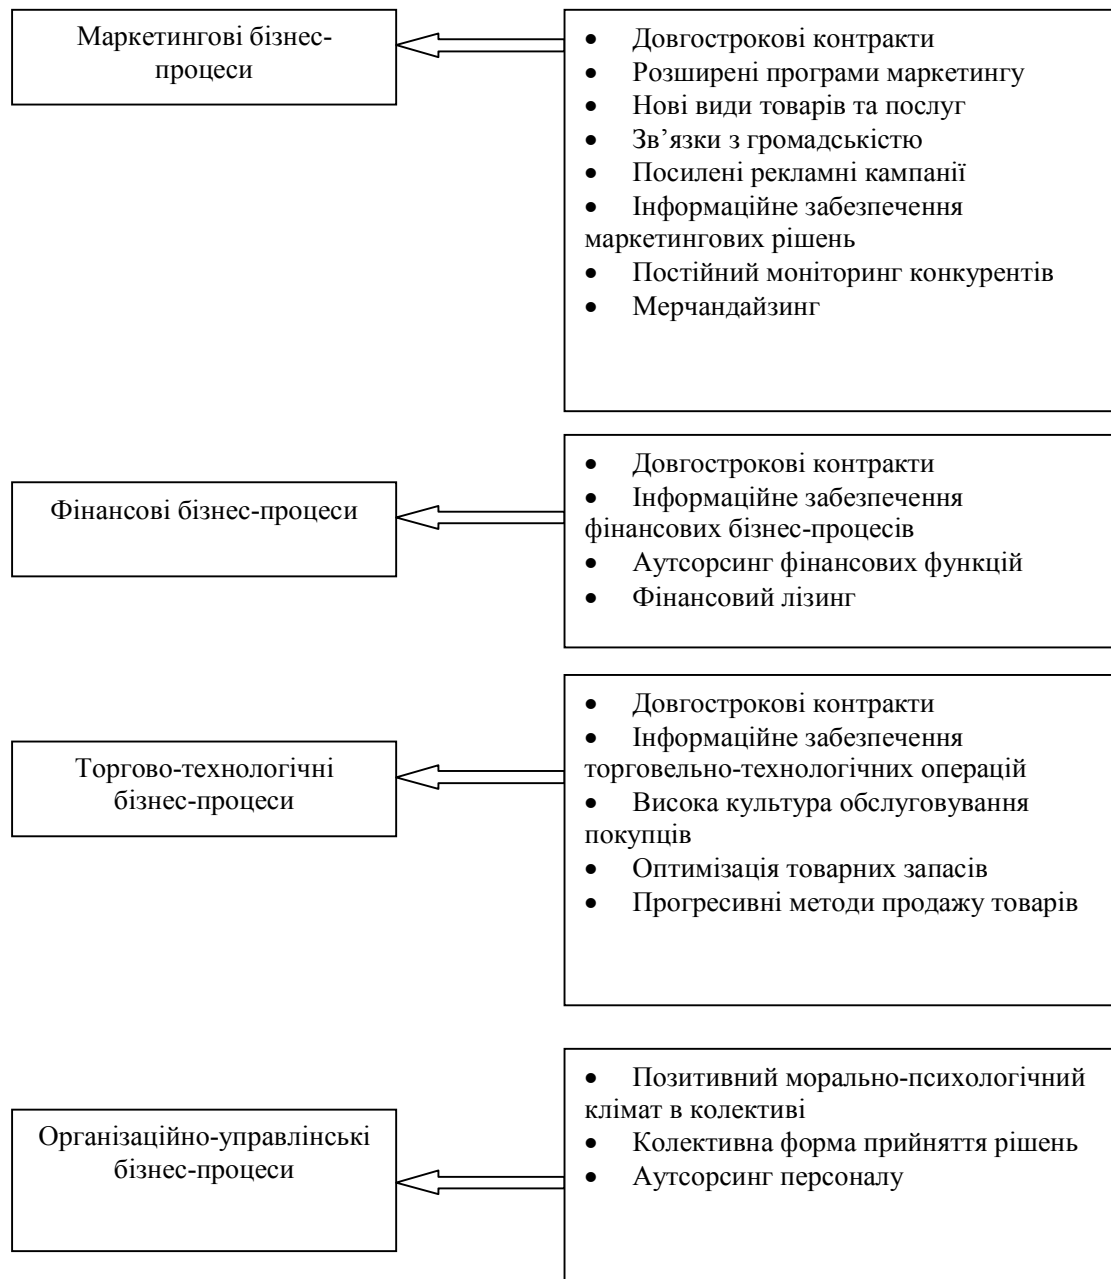 Маркетингові бізнес-
процеси
• Довгострокові контракти
• Розширені програми маркетингу
• Нові види товарів та послуг
• Зв’язки з громадськістю
• Посилені рекламні кампанії
• Інформаційне забезпечення
маркетингових рішень
• Постійний моніторинг конкурентів
• Мерчандайзинг
Фінансові бізнес-процеси
• Довгострокові контракти
• Інформаційне забезпечення
фінансових бізнес-процесів
• Аутсорсинг фінансових функцій
• Фінансовий лізинг
Торгово-технологічні
бізнес-процеси
• Довгострокові контракти
• Інформаційне забезпечення
торговельно-технологічних операцій
• Висока культура обслуговування
покупців
• Оптимізація товарних запасів
• Прогресивні методи продажу товарів
Організаційно-управлінські
бізнес-процеси
• Позитивний морально-психологічний
клімат в колективі
• Колективна форма прийняття рішень
• Аутсорсинг персоналу